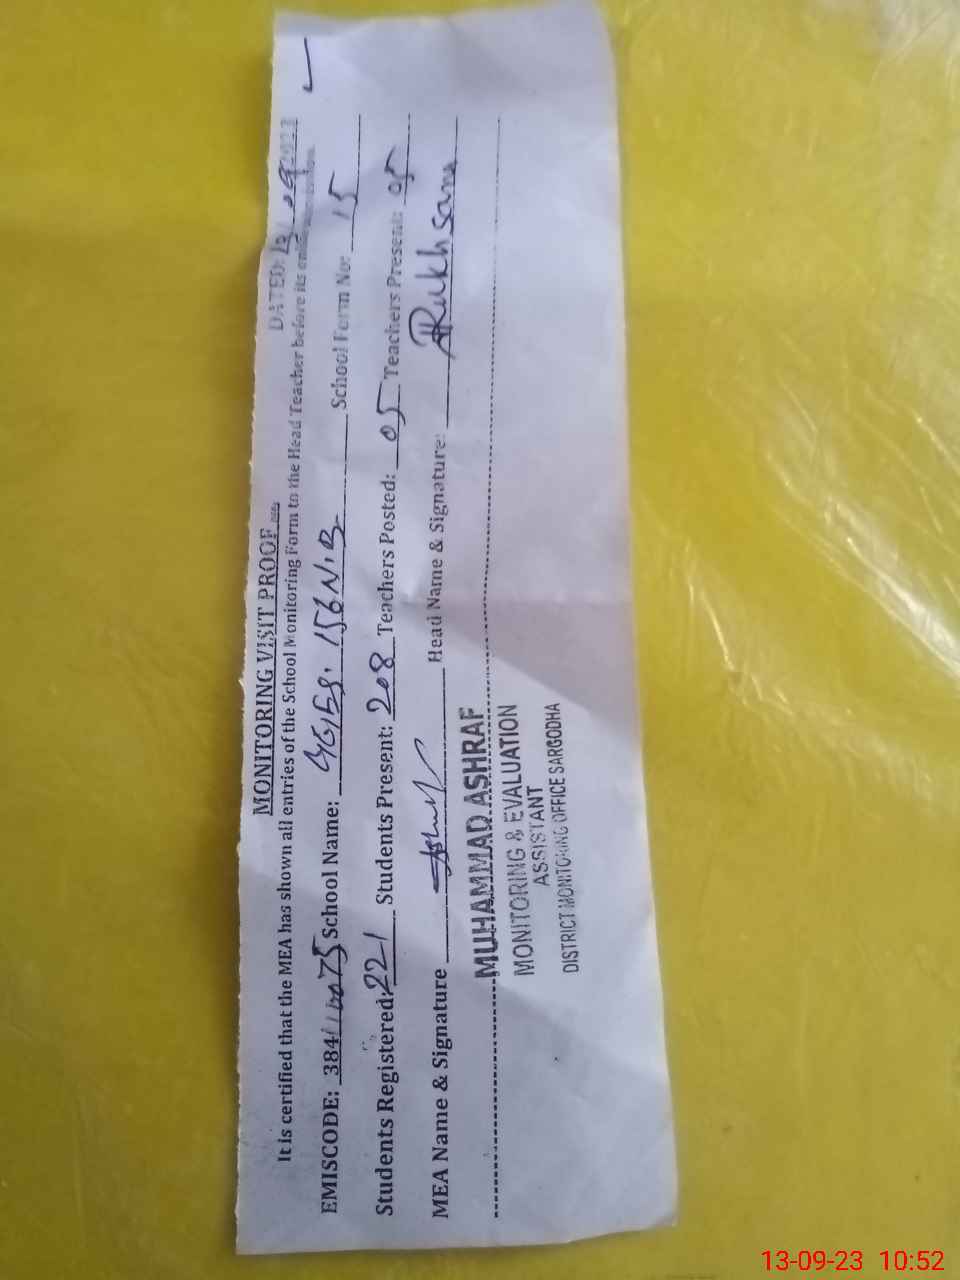 MONITORING VISIT PROOF
DATED: 13/09/2023
It is certified that the MEA has shown all entries of the School Monitoring Form to the Head Teacher before its online
EMISCODE: 384110075 School Name: 156 N.B School Form No: 15
Students Registered: 221 Students Present: 208 Teachers Posted: 05 Teachers Present: 05
MEA Name & Signature Head Name & Signature: Rukhsana
MUHAMMAD ASHRAF
MONITORING & EVALUATION
ASSISTANT
DISTRICT MONITORING OFFICE SARGODHA
13-09-23 10:52